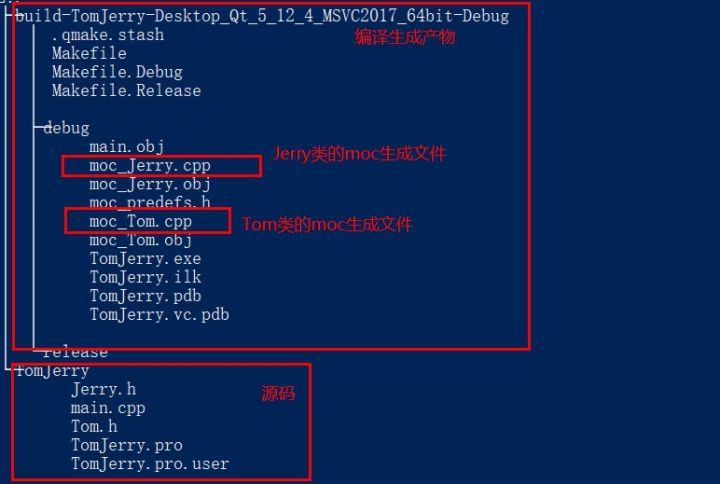 build-TomJerry-Desktop_Qt_5_12_4_MSVC2017_64bit-Debug
.qmake.stash
编译生成产物
Makefile
Makefile.Debug
Makefile.Release
debug
main.obj
Jerry类的moc生成文件
moc_Jerry.cpp
moc_Jerry.obj
moc_predefs.h
moc_Tom.cpp
Tom类的moc生成文件
moc_Tom.obj
TomJerry.exe
TomJerry.ilk
TomJerry.pdb
TomJerry.vc.pdb
release
TomJerry
Jerry.h
源码
main.cpp
Tom.h
TomJerry.pro
TomJerry.pro.user